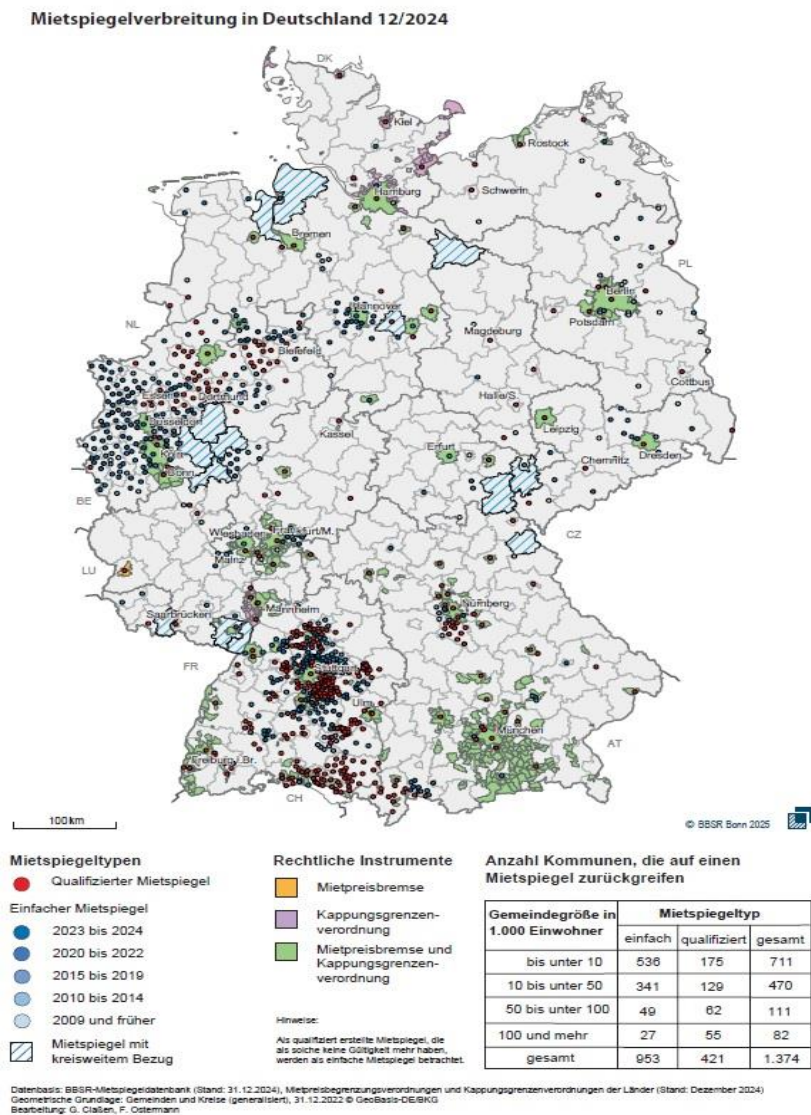 Mietspiegelverbreitung in Deutschland 12/2024
DK
Kiel
Rostock
Hamburg
Schwerin
Bremen
PL
Berlin
NL
Hannover
Potsdam
Magdeburg
Bielefeld
Cottbus
Essen
Dortmund
Halle/S.
Düsseldorf
Leipzig
Kassel
Köln
Erfurt
Dresden
Chemnitz
Bonn
BE
CZ
Wiesbaden
Frankfurt/M.
Mainz
LU
Nürnberg
Mannheim
Saarbrücken
FR
Stuttgart
Ulm
München
AT
Freiburg i.Br.
CH
100 km
© BBSR Bonn 2025
Mietspiegeltypen
Qualifizierter Mietspiegel
Einfacher Mietspiegel
2023 bis 2024
2020 bis 2022
2015 bis 2019
2010 bis 2014
2009 und früher
Mietspiegel mit
kreisweitem Bezug
Rechtliche Instrumente
Mietpreisbremse
Kappungsgrenzen-
verordnung
Mietpreisbremse und
Kappungsgrenzen-
verordnung
Hinweise:
Als qualifiziert erstellte Mietspiegel, die
als solche keine Gültigkeit mehr haben,
werden als einfache Mietspiegel betrachtet.
Anzahl Kommunen, die auf einen
Mietspiegel zurückgreifen
Gemeindegröße in
1.000 Einwohner
Mietspiegeltyp
einfach qualifiziert gesamt
bis unter 10 536 175 711
10 bis unter 50 341 129 470
50 bis unter 100 49 62 111
100 und mehr 27 55 82
gesamt 953 421 1.374
Datenbasis: BBSR-Mietspiegeldatenbank (Stand: 31.12.2024), Mietpreisbegrenzungsverordnungen und Kappungsgrenzenverordnungen der Länder (Stand: Dezember 2024)
Geometrische Grundlage: Gemeinden und Kreise (generalisiert), 31.12.2022 © GeoBasis-DE/BKG
Bearbeitung: G. Claßen, F. Ostermann